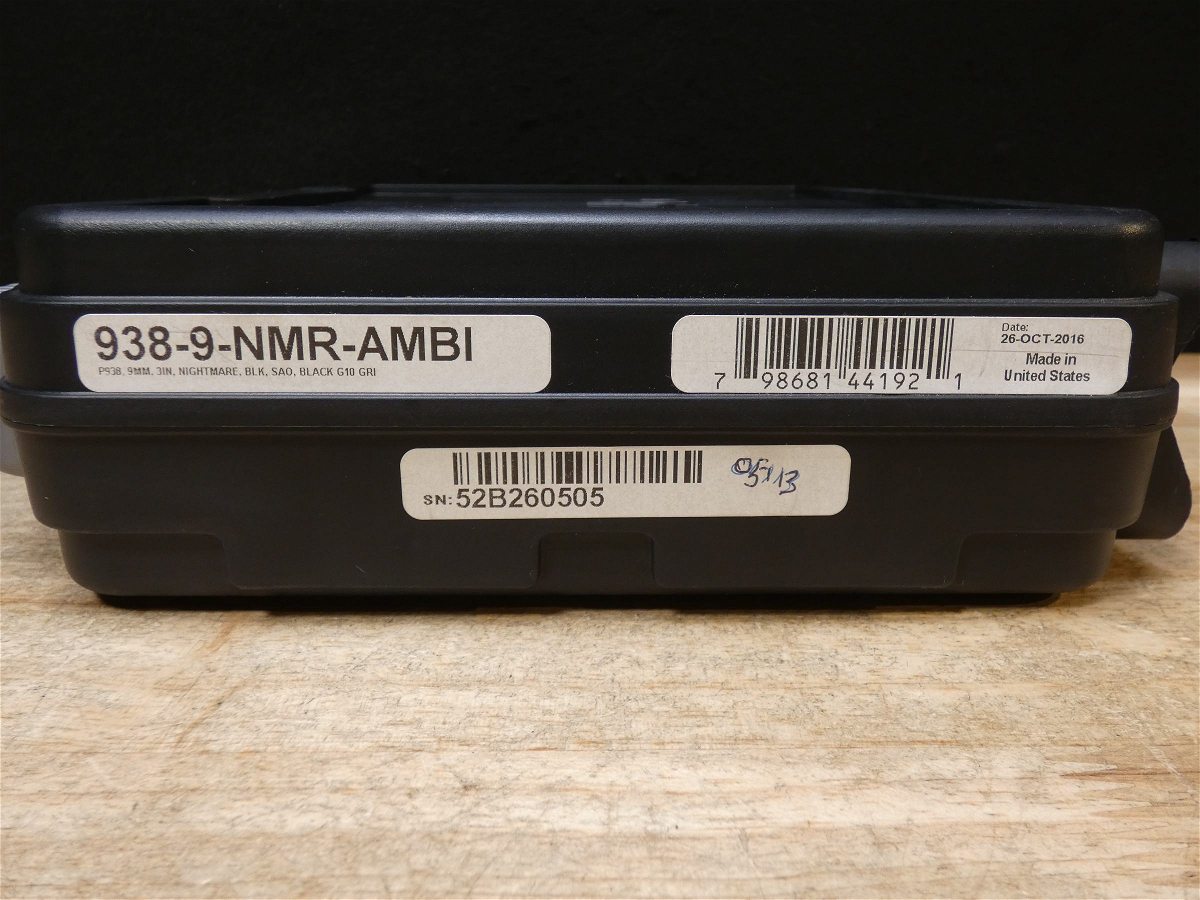 938-9-NMR-AMBI
P938, 9MM, 3IN, NIGHTMARE, BLK, SAO, BLACK G10 GRI
7 98681 44192 1
Date:
26-OCT-2016
Made in
United States
SN: 52B260505